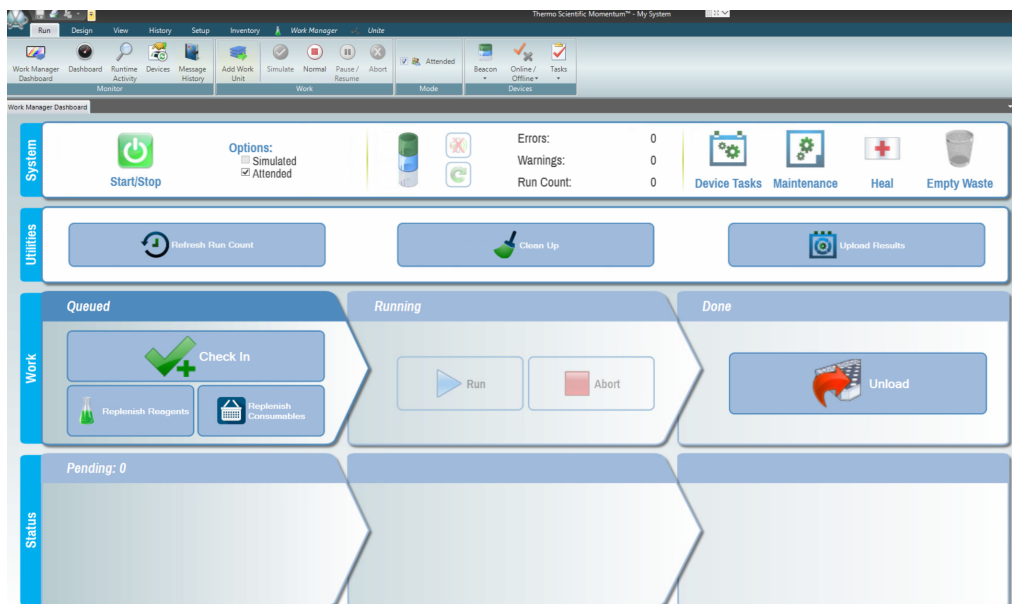 Thermo Scientific Momentum™ - My System
Run Design View History Setup Inventory Work Manager Unite
Work Manager Dashboard
Dashboard
Runtime Activity
Devices
Message History
Add Work Unit
Simulate
Normal
Pause / Resume
Abort
Attended
Beacon
Online / Offline
Tasks
Monitor
Work
Mode
Devices
Work Manager Dashboard
System
Start/Stop
Options:
Simulated
Attended
Errors: 0
Warnings: 0
Run Count: 0
Device Tasks
Maintenance
Heal
Empty Waste
Utilities
Refresh Run Count
Clean Up
Upload Results
Work
Queued
Running
Done
Check In
Replenish Reagents
Replenish
Consumables
Run
Abort
Unload
Status
Pending: 0